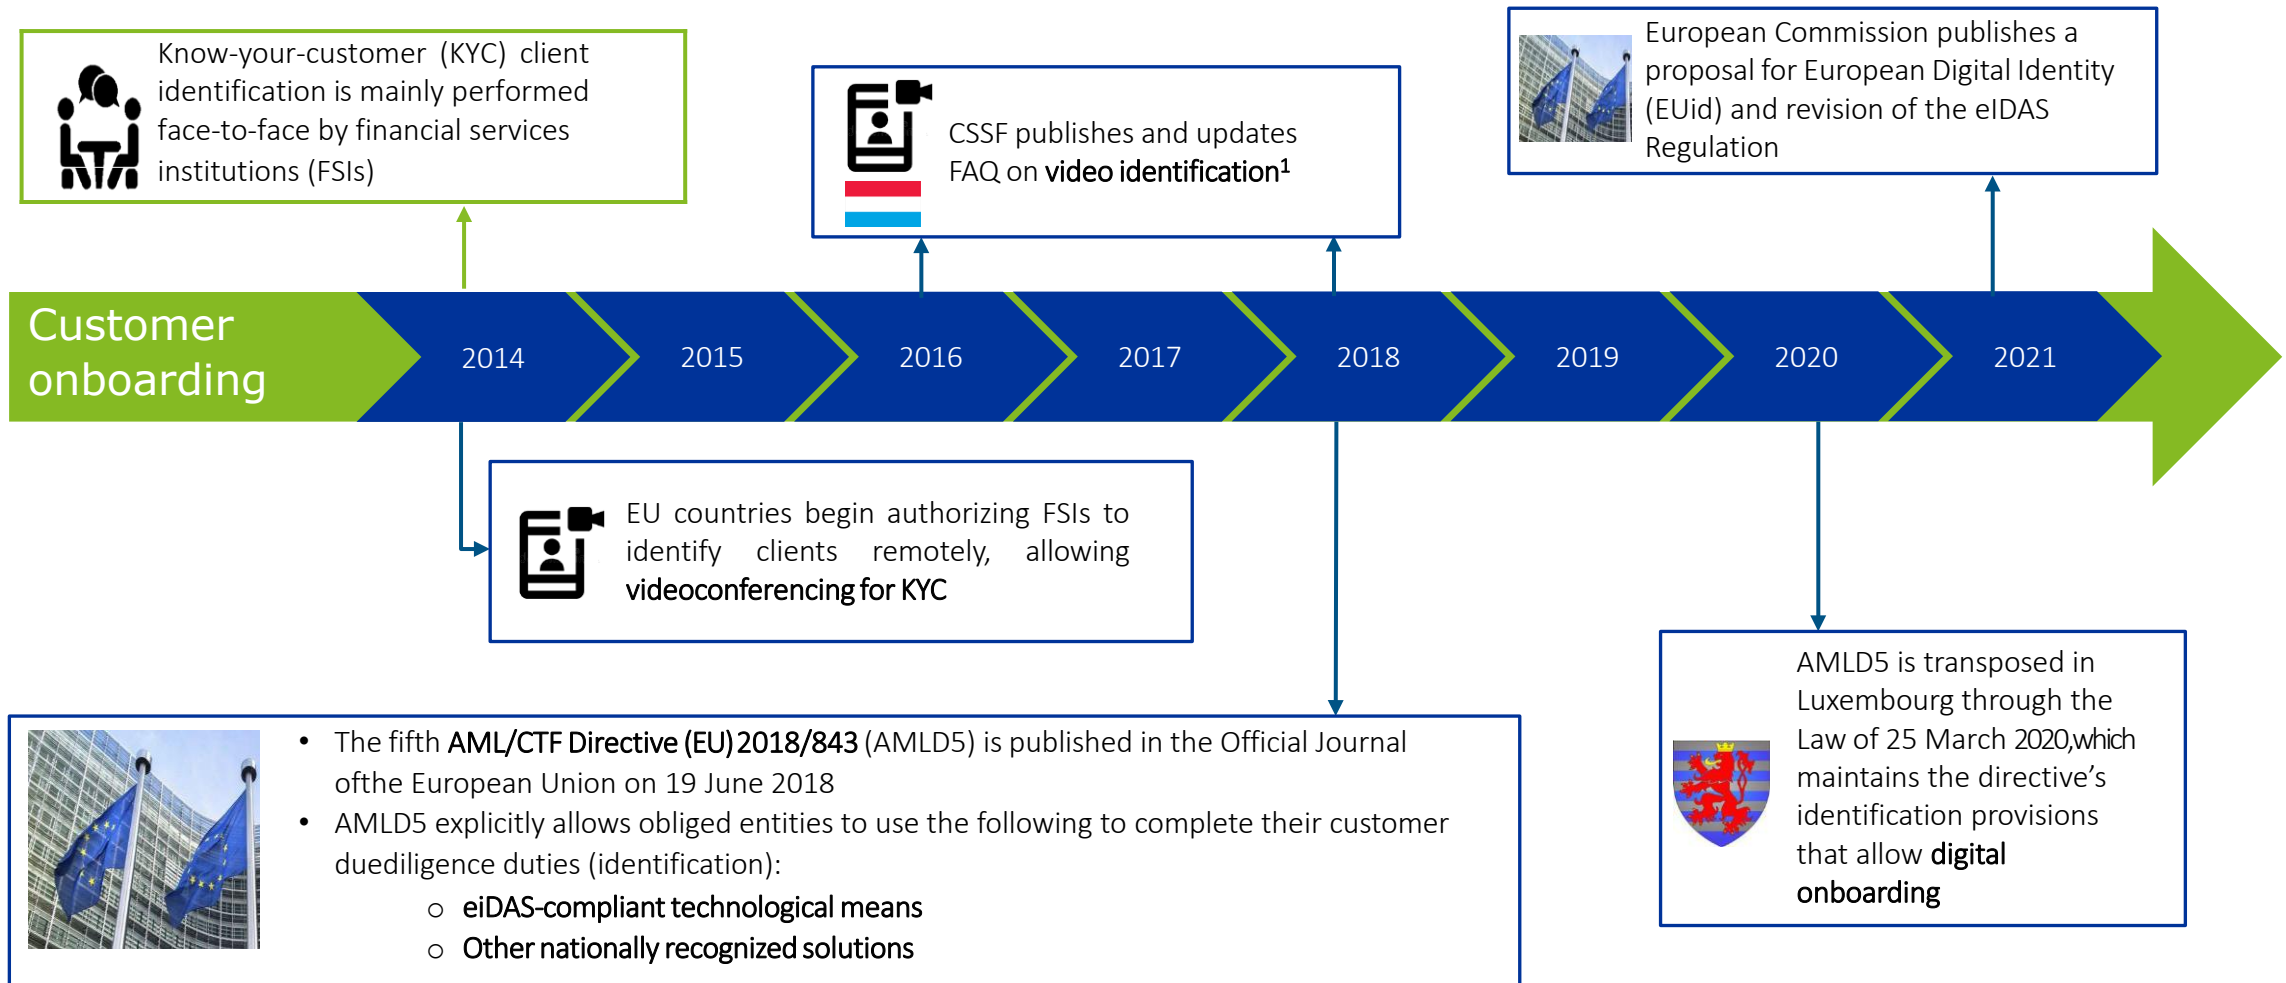 Know-your-customer (KYC) client
identification is mainly performed
face-to-face by financial services
institutions (FSIs)
CSSF publishes and updates
FAQ on video identification1
European Commission publishes a
proposal for European Digital Identity
(EUid) and revision of the eIDAS
Regulation
Customer
onboarding
2014
2015
2016
2017
2018
2019
2020
2021
EU countries begin authorizing FSIs to
identify clients remotely, allowing
videoconferencing for KYC
• The fifth AML/CTF Directive (EU) 2018/843 (AMLD5) is published in the Official Journal
ofthe European Union on 19 June 2018
• AMLD5 explicitly allows obliged entities to use the following to complete their customer
duediligence duties (identification):
o eiDAS-compliant technological means
o Other nationally recognized solutions
AMLD5 is transposed in
Luxembourg through the
Law of 25 March 2020,which
maintains the directive's
identification provisions
that allow digital
onboarding